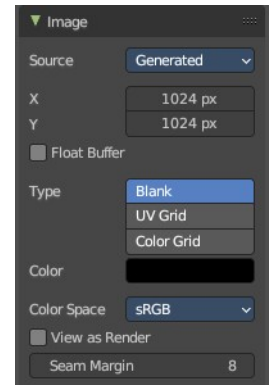 Image
Source Generated
X 1024 px
Y 1024 px
Float Buffer
Type Blank
UV Grid
Color Grid
Color
Color Space sRGB
View as Render
Seam Margin 8